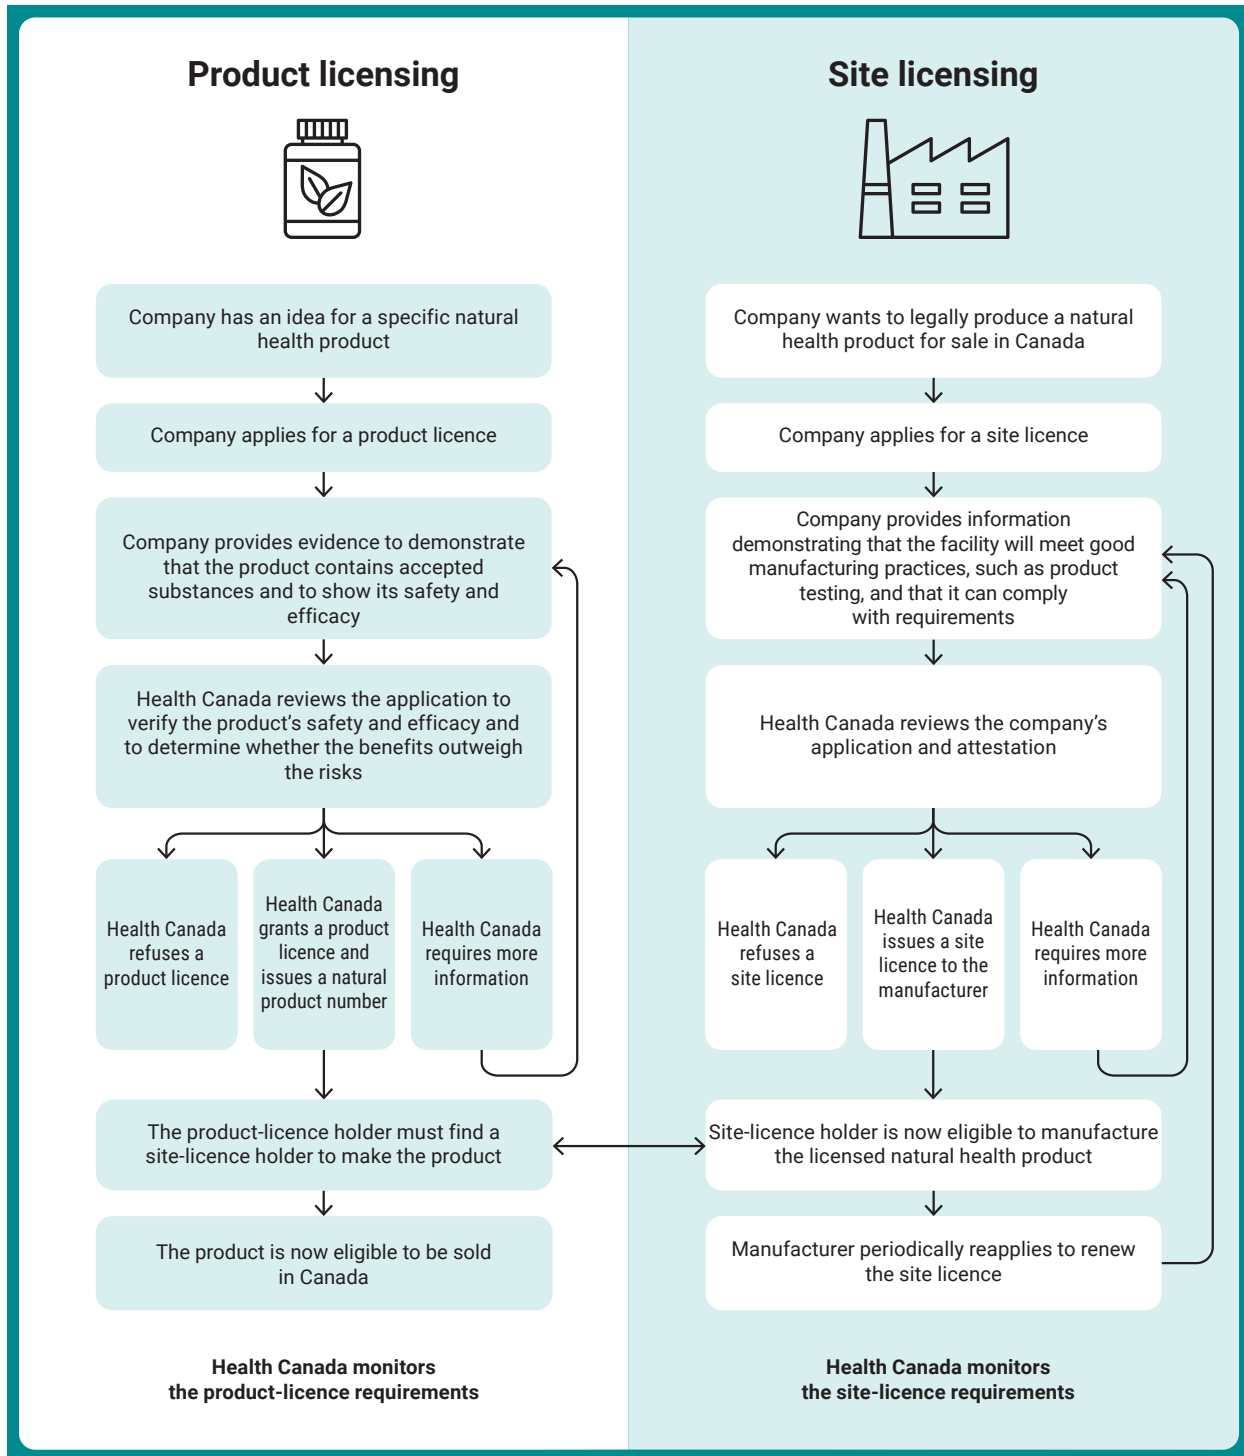 Product licensing
Company has an idea for a specific natural
health product
Company applies for a product licence
Company provides evidence to demonstrate
that the product contains accepted
substances and to show its safety and
efficacy
Health Canada reviews the application to
verify the product's safety and efficacy and
to determine whether the benefits outweigh
the risks
Health Canada
refuses a
product licence
Health Canada
grants a product
licence and
issues a natural
product number
Health Canada
requires more
information
The product-licence holder must find a
site-licence holder to make the product
The product is now eligible to be sold
in Canada
Health Canada monitors
the product-licence requirements
Site licensing
Company wants to legally produce a natural
health product for sale in Canada
Company applies for a site licence
Company provides information
demonstrating that the facility will meet good
manufacturing practices, such as product
testing, and that it can comply
with requirements
Health Canada reviews the company's
application and attestation
Health Canada
refuses a
site licence
Health Canada
issues a site
licence to the
manufacturer
Health Canada
requires more
information
Site-licence holder is now eligible to manufacture
the licensed natural health product
Manufacturer periodically reapplies to renew
the site licence
Health Canada monitors
the site-licence requirements